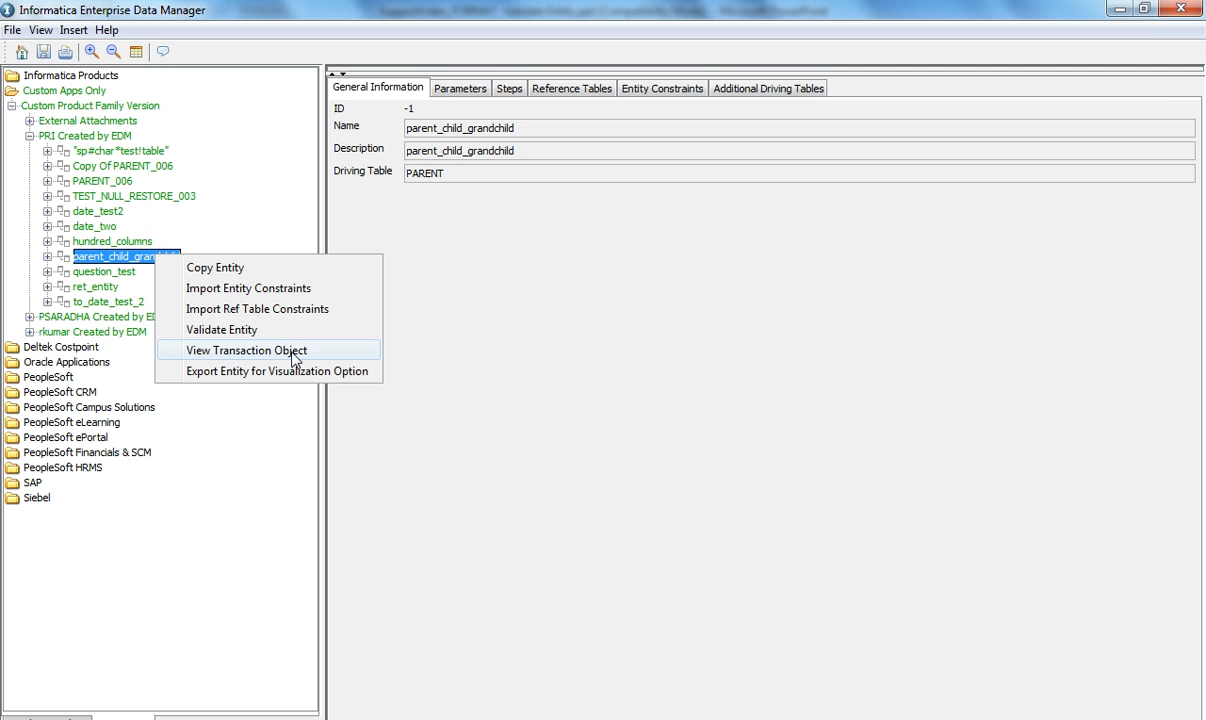 Informatica Enterprise Data Manager
File View Insert Help
Informatica Products
Custom Apps Only
Custom Product Family Version
External Attachments
PRI Created by EDM
"sp#char*test!table"
Copy Of PARENT_006
PARENT_006
TEST_NULL_RESTORE_003
date_test2
date_two
hundred_columns
parent_child_grandchild
question_test
ret_entity
to_date_test_2
PSARADHA Created by
rkumar Created by EDM
Deltek Costpoint
Oracle Applications
PeopleSoft
PeopleSoft CRM
PeopleSoft Campus Solutions
PeopleSoft eLearning
PeopleSoft ePortal
PeopleSoft Financials & SCM
PeopleSoft HRMS
SAP
Siebel
Copy Entity
Import Entity Constraints
Import Ref Table Constraints
Validate Entity
View Transaction Object
Export Entity for Visualization Option
General Information Parameters Steps Reference Tables Entity Constraints Additional Driving Tables
ID -1
Name parent_child_grandchild
Description parent_child_grandchild
Driving Table PARENT